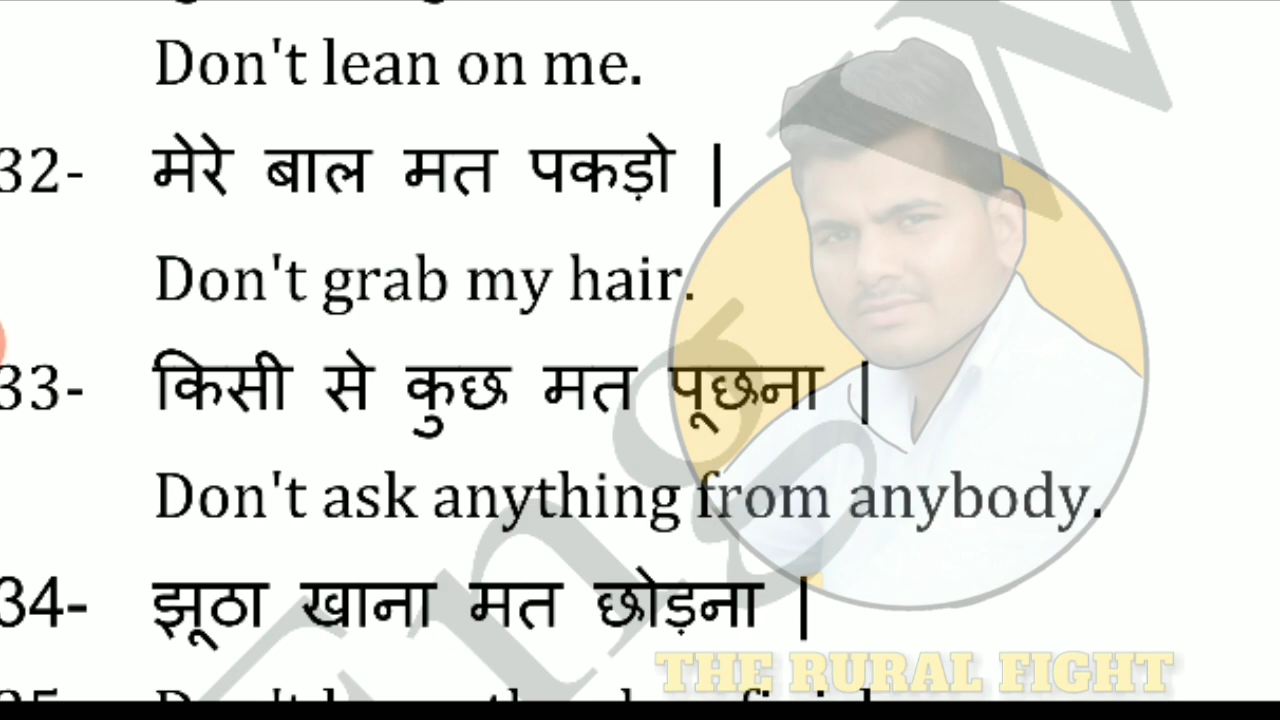 Don't lean on me.
32- मेरे बाल मत पकड़ो |
Don't grab my hair.
33- किसी से कुछ मत पूछना |
Don't ask anything from anybody.
34- झूठा खाना मत छोड़ना |
THE RURAL FIGHT